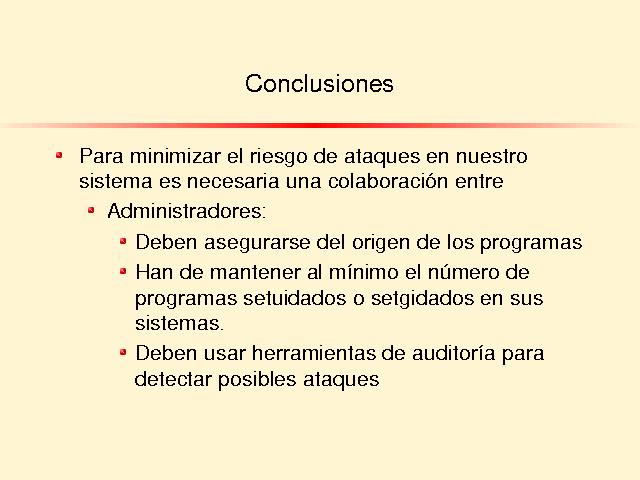 Conclusiones
Para minimizar el riesgo de ataques en nuestro
sistema es necesaria una colaboración entre
Administradores:
Deben asegurarse del origen de los programas
Han de mantener al mínimo el número de
programas setuidados o setgidados en sus
sistemas.
Deben usar herramientas de auditoría para
detectar posibles ataques